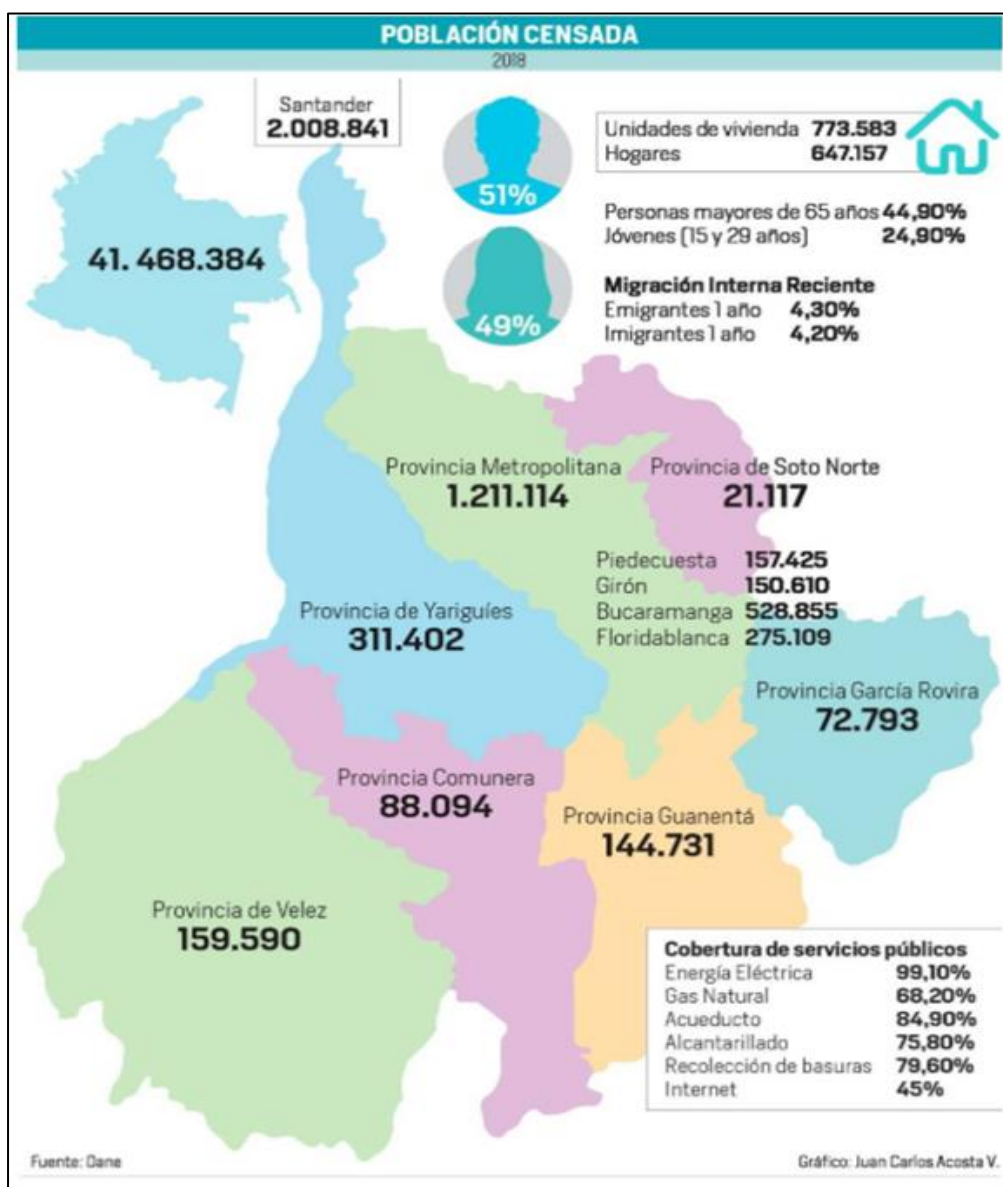 POBLACIÓN CENSADA
2018
Santander
2.008.841
41. 468.384
51%
49%
Unidades de vivienda 773.583
Hogares 647.157
Personas mayores de 65 años 44,90%
Jóvenes (15 y 29 años) 24,90%
Migración Interna Reciente
Emigrantes 1 año 4,30%
Imigrantes 1 año 4,20%
Provincia Metropolitana
1.211.114
Provincia de Soto Norte
21.117
Piedecuesta 157.425
Girón 150.610
Bucaramanga 528.855
Floridablanca 275.109
Provincia de Yariguíes
311.402
Provincia García Rovira
72.793
Provincia Comunera
88.094
Provincia Guanentá
144.731
Provincia de Velez
159.590
Cobertura de servicios públicos
Energía Eléctrica 99,10%
Gas Natural 68,20%
Acueducto 84,90%
Alcantarillado 75,80%
Recolección de basuras 79,60%
Internet 45%
Fuente: Dane
Gráfico: Juan Carlos Acosta V.